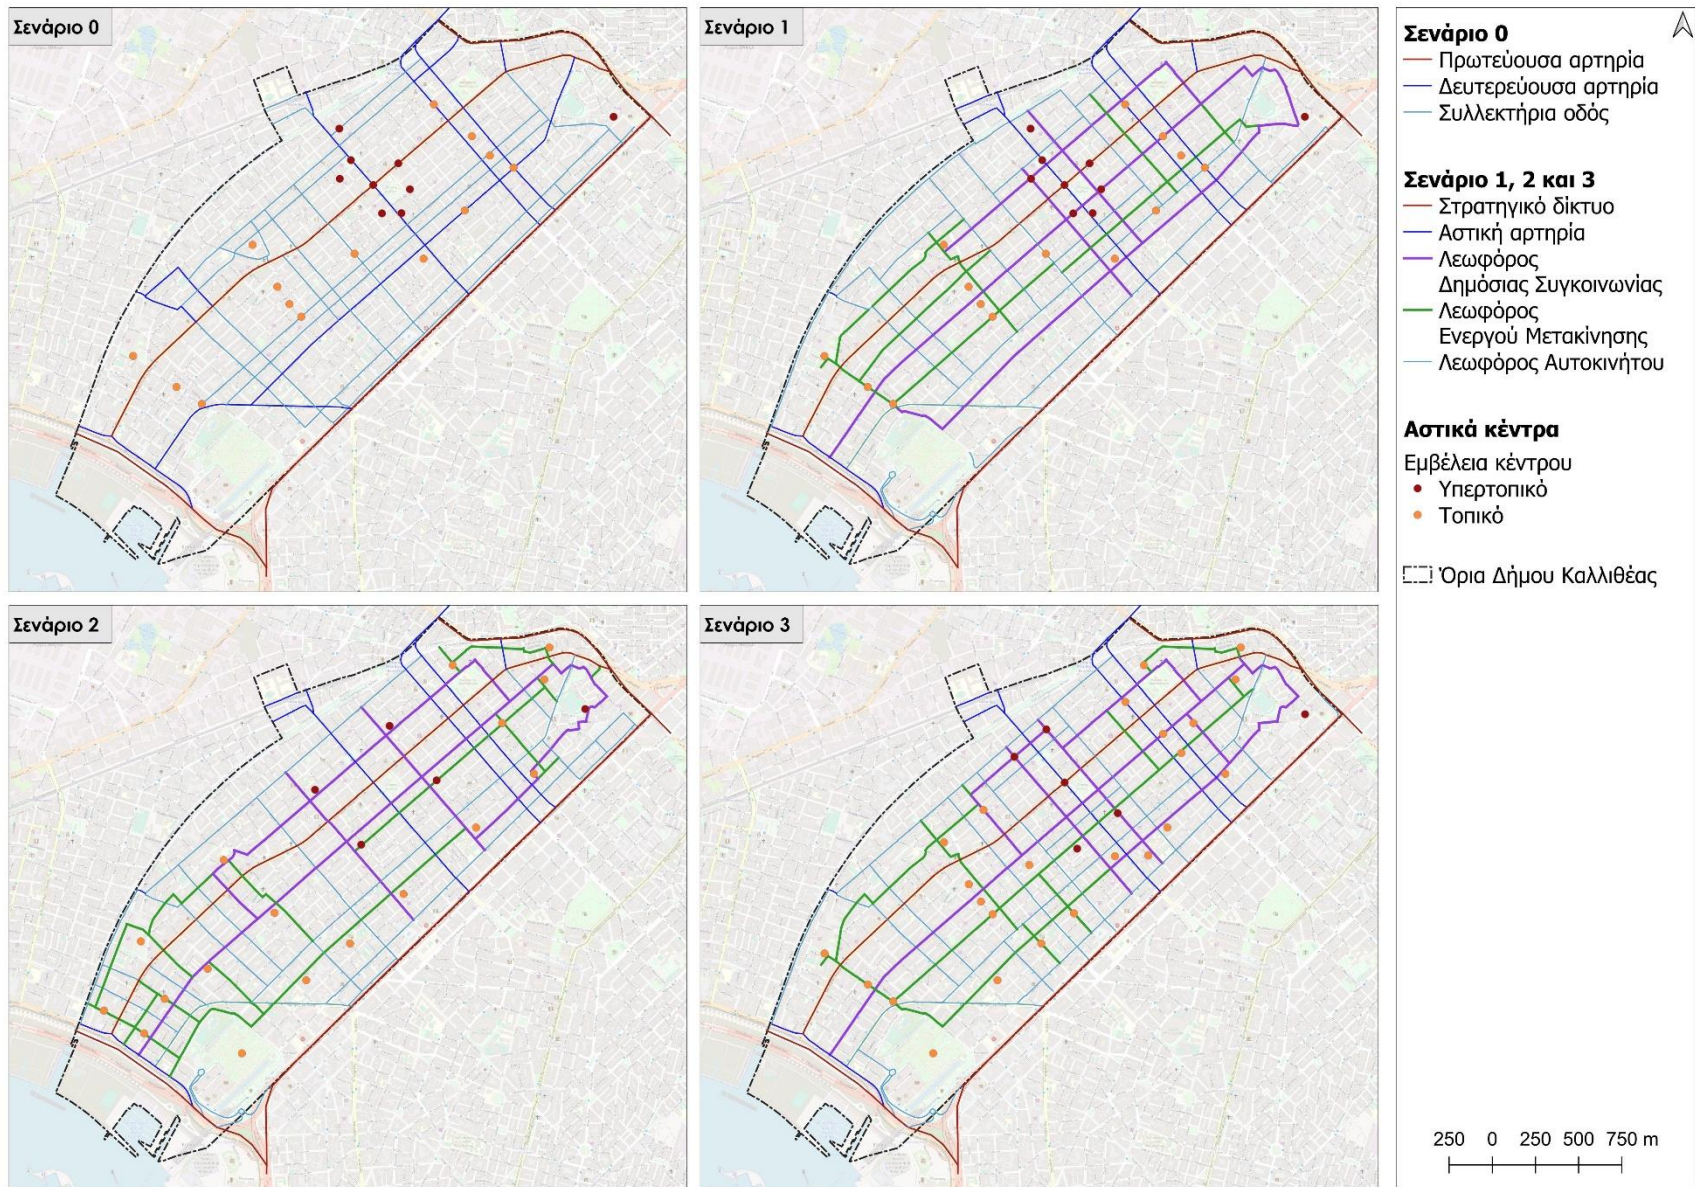 Σενάριο 0
Σενάριο 1
Σενάριο 2
Σενάριο 3
Σενάριο 0
Πρωτεύουσα αρτηρία
Δευτερεύουσα αρτηρία
Συλλεκτήρια οδός
Σενάριο 1, 2 και 3
Στρατηγικό δίκτυο
Αστική αρτηρία
Λεωφόρος
Δημόσιας Συγκοινωνίας
Λεωφόρος
Ενεργού Μετακίνησης
Λεωφόρος Αυτοκινήτου
Αστικά κέντρα
Εμβέλεια κέντρου
Υπερτοπικό
Τοπικό
Όρια Δήμου Καλλιθέας
250 0 250 500 750 m